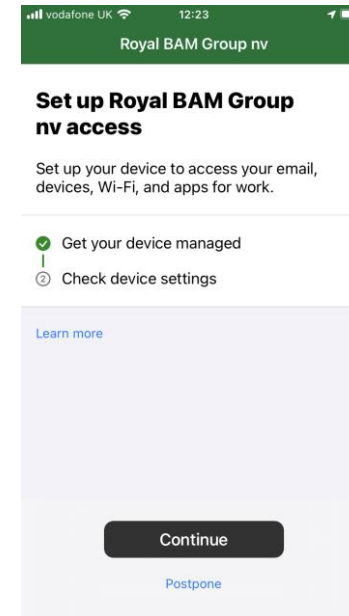 vodafone UK 12:23
Royal BAM Group nv
Set up Royal BAM Group
nv access
Set up your device to access your email,
devices, Wi-Fi, and apps for work.
Get your device managed
2 Check device settings
Learn more
Continue
Postpone